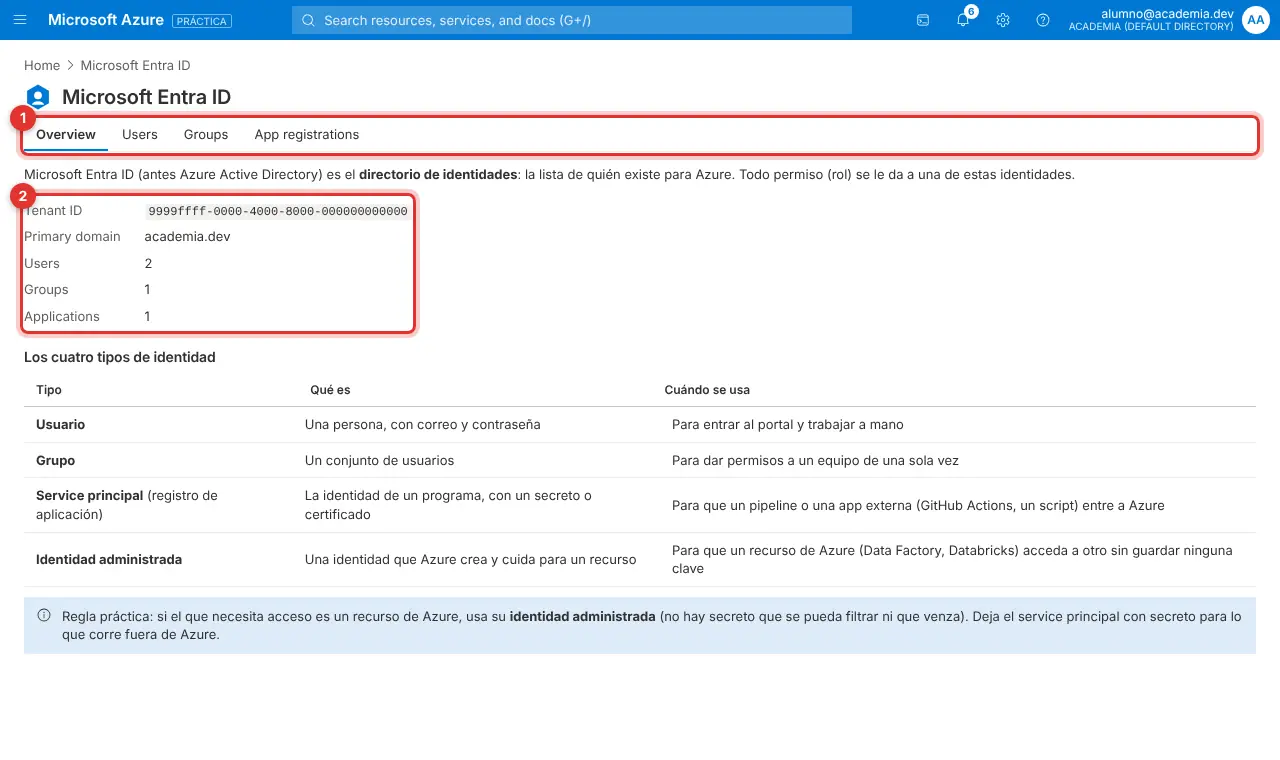 Microsoft Azure PRÁCTICA
Search resources, services, and docs (G+/)
6
alumno@academia.dev
ACADEMIA (DEFAULT DIRECTORY)
AA
Home > Microsoft Entra ID
Microsoft Entra ID
1
Overview Users Groups App registrations
Microsoft Entra ID (antes Azure Active Directory) es el directorio de identidades: la lista de quién existe para Azure. Todo permiso (rol) se le da a una de estas identidades.
2
Tenant ID 9999ffff-0000-4000-8000-000000000000
Primary domain academia.dev
Users 2
Groups 1
Applications 1
Los cuatro tipos de identidad
Tipo Qué es Cuándo se usa
Usuario Una persona, con correo y contraseña Para entrar al portal y trabajar a mano
Grupo Un conjunto de usuarios Para dar permisos a un equipo de una sola vez
Service principal (registro de
aplicación)
La identidad de un programa, con un secreto o
certificado
Para que un pipeline o una app externa (GitHub Actions, un script) entre a Azure
Identidad administrada Una identidad que Azure crea y cuida para un recurso
Para que un recurso de Azure (Data Factory, Databricks) acceda a otro sin guardar ninguna
clave
Regla práctica: si el que necesita acceso es un recurso de Azure, usa su identidad administrada (no hay secreto que se pueda filtrar ni que venza). Deja el service principal con secreto para lo
que corre fuera de Azure.